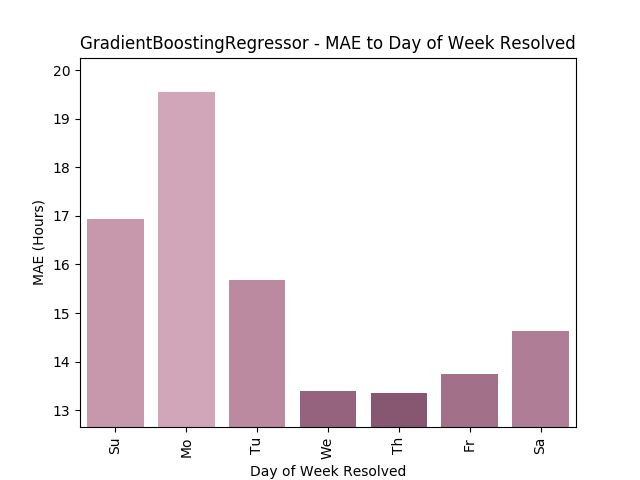 GradientBoostingRegressor - MAE to Day of Week Resolved
20
19
18
17
16
15
14
13
MAE (Hours)
Su
Mo
Tu
We
Th
Fr
Sa
Day of Week Resolved